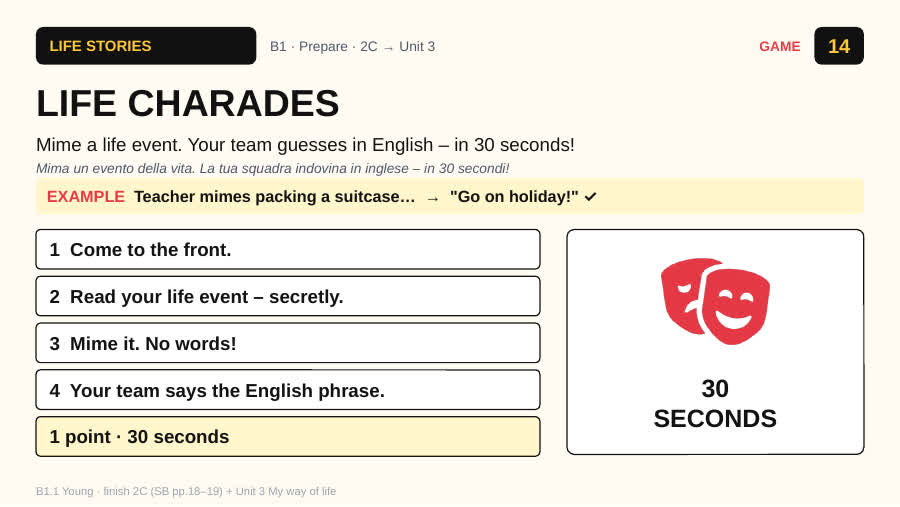 LIFE STORIES
B1 · Prepare · 2C → Unit 3
GAME
14
LIFE CHARADES
Mime a life event. Your team guesses in English – in 30 seconds!
Mima un evento della vita. La tua squadra indovina in inglese – in 30 secondi!
EXAMPLE Teacher mimes packing a suitcase… → "Go on holiday!" ✓
1 Come to the front.
2 Read your life event – secretly.
3 Mime it. No words!
4 Your team says the English phrase.
1 point · 30 seconds
30
SECONDS
B1.1 Young · finish 2C (SB pp.18–19) + Unit 3 My way of life